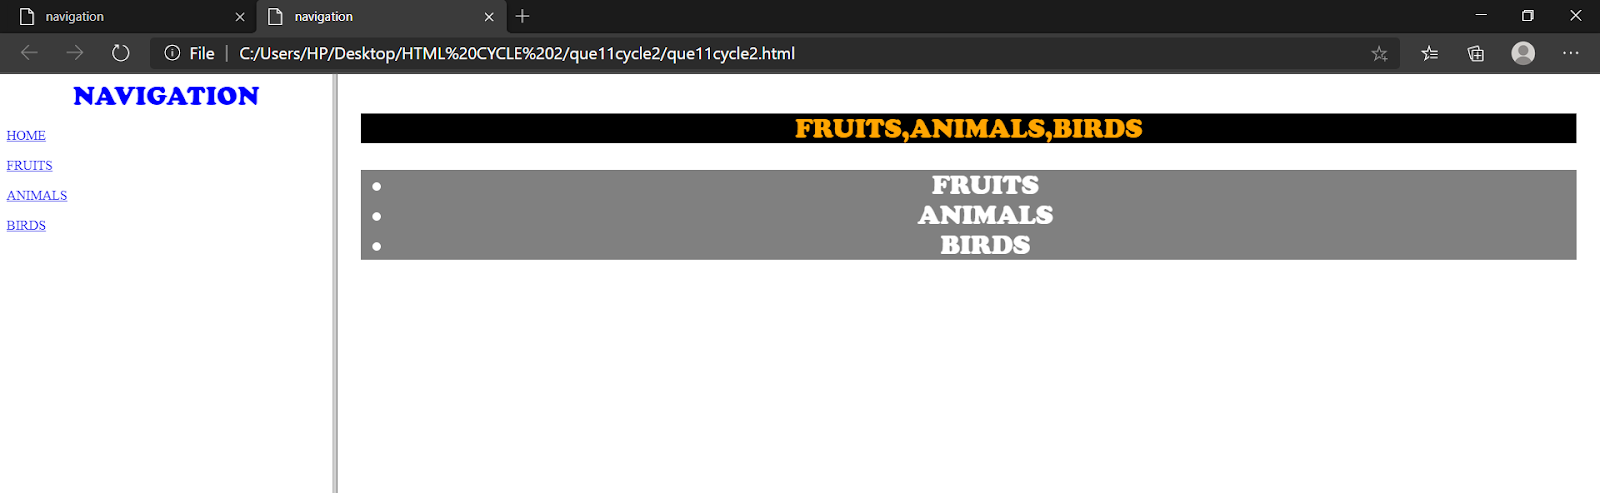 navigation
navigation
File | C:/Users/HP/Desktop/HTML%20CYCLE%202/que11cycle2/que11cycle2.html
NAVIGATION
HOME
FRUITS
ANIMALS
BIRDS
FRUITS,ANIMALS,BIRDS
FRUITS
ANIMALS
BIRDS